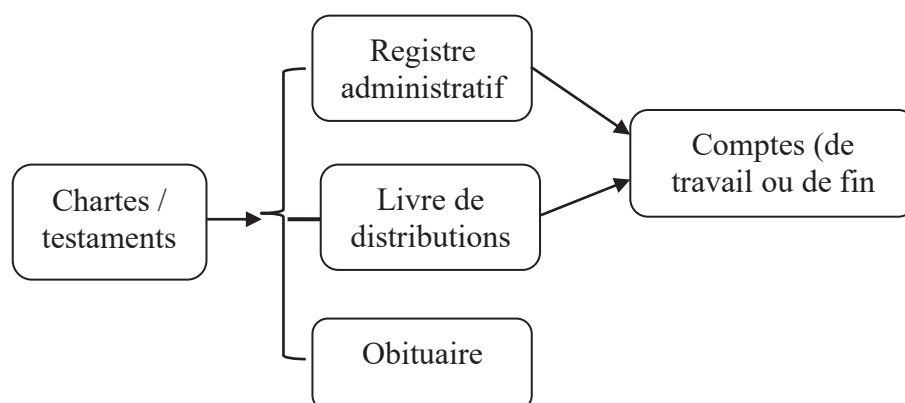 Chartes /
testaments
Registre
administratif
Livre de
distributions
Obituaire
Comptes (de
travail ou de fin